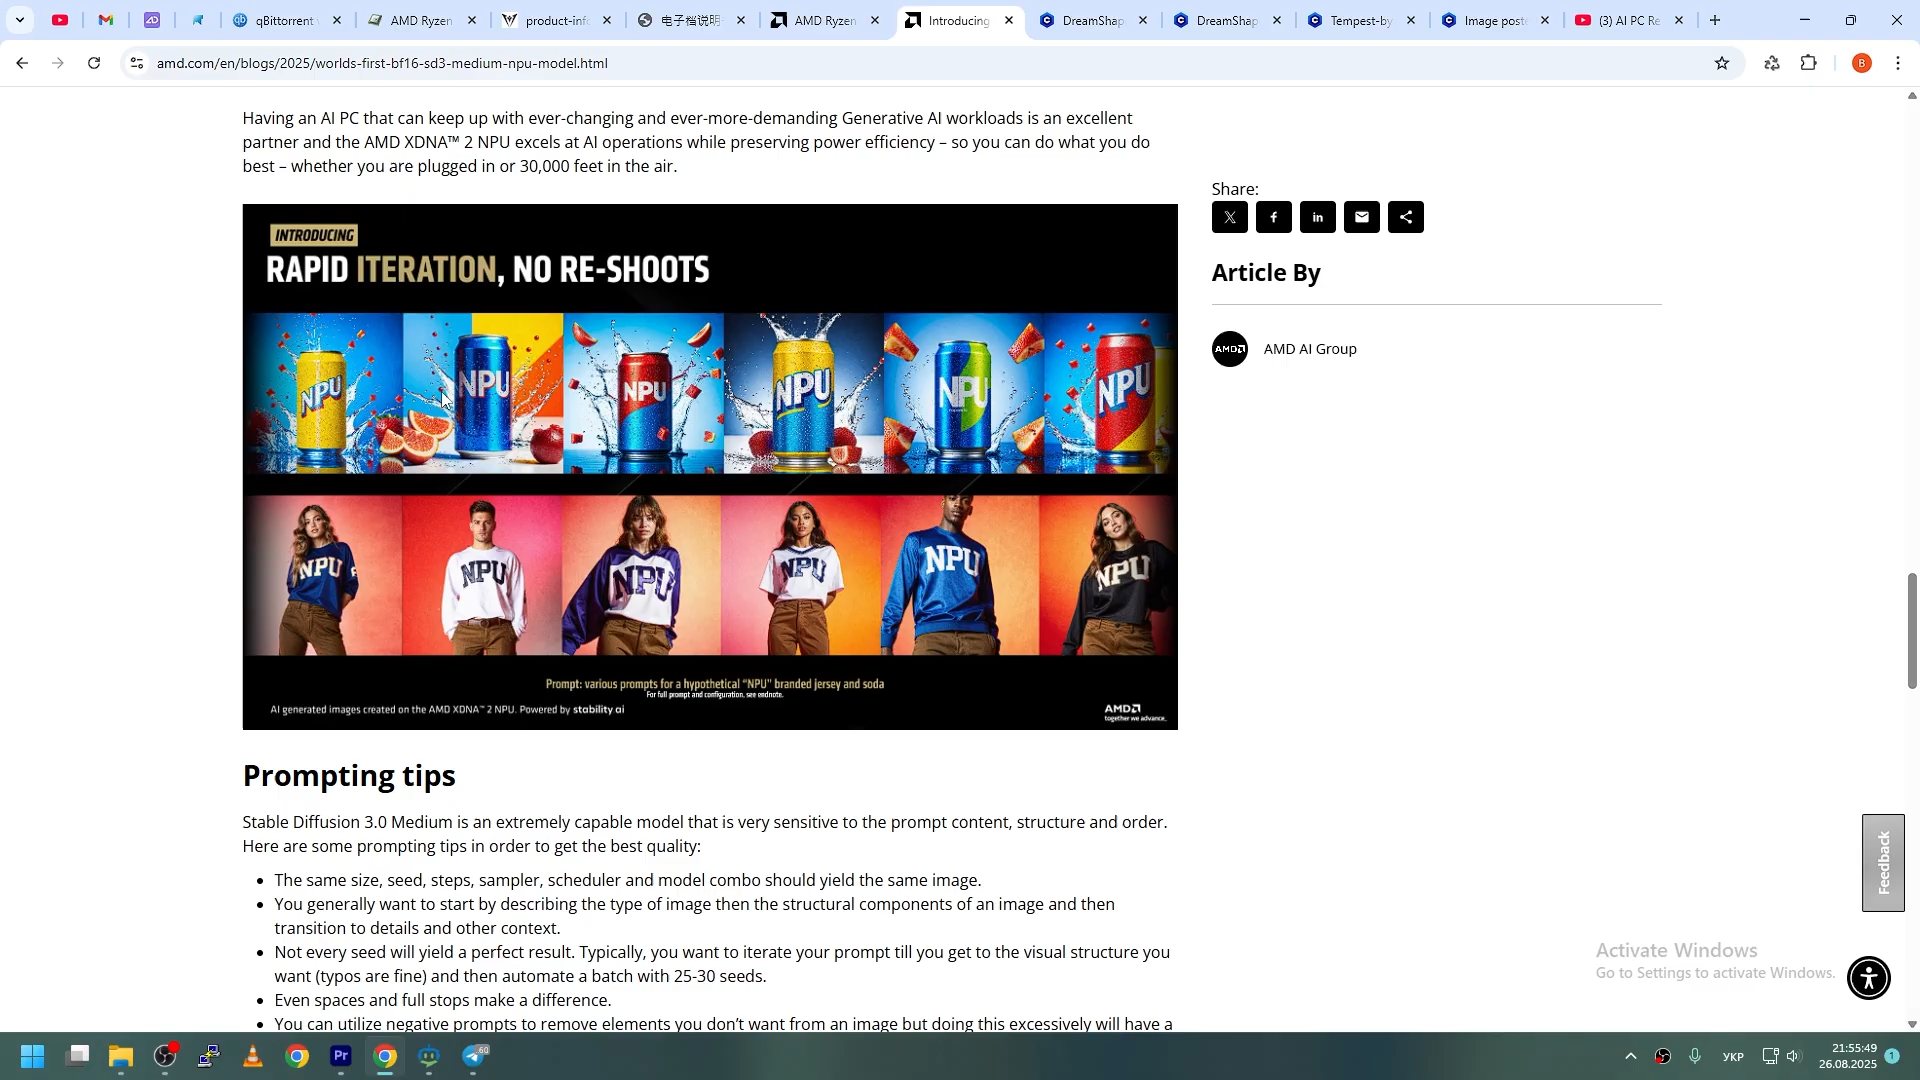 qBittorrent
AMD Ryzen
product-info
电子档说明
AMD Ryzen
Introducing
DreamShap
DreamShap
Tempest-by
Image poste
(3) AI PC Re
amd.com/en/blogs/2025/worlds-first-bf16-sd3-medium-npu-model.html
B
Having an AI PC that can keep up with ever-changing and ever-more-demanding Generative AI workloads is an excellent
partner and the AMD XDNA™ 2 NPU excels at AI operations while preserving power efficiency – so you can do what you do
best – whether you are plugged in or 30,000 feet in the air.
Share:
Article By
AMD
AMD AI Group
INTRODUCING
RAPID ITERATION, NO RE-SHOOTS
NPU NPU NPU NPU NPU NPU
NPU NPU NPU NPU NPU NPU
Prompt: various prompts for a hypothetical “NPU” branded jersey and soda
For full prompt and configuration, see endnote.
AI generated images created on the AMD XDNA™ 2 NPU. Powered by stability ai
AMD
together we advance_
Prompting tips
Stable Diffusion 3.0 Medium is an extremely capable model that is very sensitive to the prompt content, structure and order.
Here are some prompting tips in order to get the best quality:
• The same size, seed, steps, sampler, scheduler and model combo should yield the same image.
• You generally want to start by describing the type of image then the structural components of an image and then
transition to details and other context.
• Not every seed will yield a perfect result. Typically, you want to iterate your prompt till you get to the visual structure you
want (typos are fine) and then automate a batch with 25-30 seeds.
• Even spaces and full stops make a difference.
• You can utilize negative prompts to remove elements you don’t want from an image but doing this excessively will have a
Feedback
Activate Windows
Go to Settings to activate Windows.
Pr
60
УКР
21:55:49
26.08.2025
1